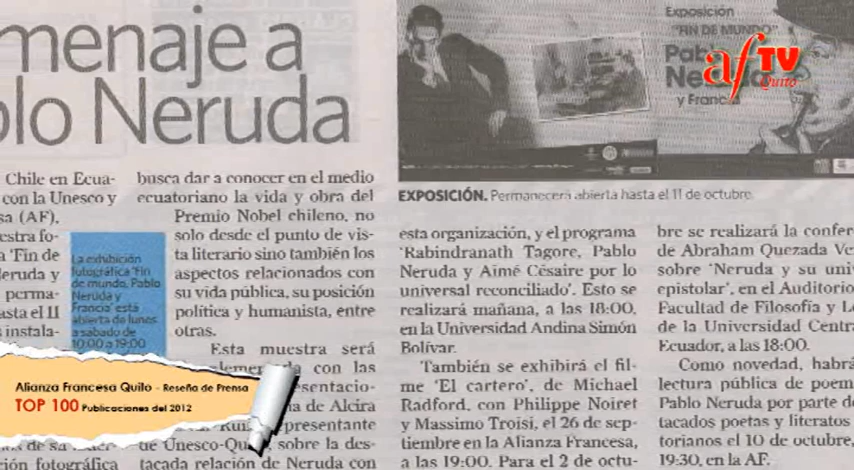 menaje a
blo Neruda
Exposición
"FIN DE MUNDO"
Pablo
Neruda
y Francia
af TV
Quito
EXPOSICIÓN. Permanecerá abierta hasta el 11 de octubre.
Chile en Ecua-
con la Unesco y
sa (AF).
estra fo-
a 'Fin de
Neruda y
perma-
asta el 11
s instala-
La exhibición
fotográfica 'Fin
de mundo, Pablo
Neruda y
Francia' está
abierta de lunes
a sábado de
10:00 a 19:00
busca dar a conocer en el medio
ecuatoriano la vida y obra del
Premio Nobel chileno, no
solo desde el punto de vis-
ta literario sino también los
aspectos relacionados con
su vida pública, su posición
política y humanista, entre
otras.
Esta muestra será
con las
esentacio-
na de Alcira
epresentante
de Unesco-Quito, sobre la des-
tacada relación de Neruda con
ción fotográfica
esta organización, y el programa
'Rabindranath Tagore, Pablo
Neruda y Aimé Césaire por lo
universal reconciliado'. Esto se
realizará mañana, a las 18:00,
en la Universidad Andina Simón
Bolívar.
También se exhibirá el fil-
me 'El cartero', de Michael
Radford, con Philippe Noiret
y Massimo Troisi, el 26 de sep-
tiembre en la Alianza Francesa,
a las 19:00. Para el 2 de octu-
bre se realizará la confer
de Abraham Quezada Ve
sobre 'Neruda y su univ
epistolar', en el Auditorio
Facultad de Filosofía y L
de la Universidad Centra
Ecuador, a las 18:00.
Como novedad, habrá
lectura pública de poem
Pablo Neruda por parte d
tacados poetas y literatos
torianos el 10 de octubre,
19:30, en la AF.
Alianza Francesa Quito - Reseña de Prensa
TOP 100 Publicaciones del 2012